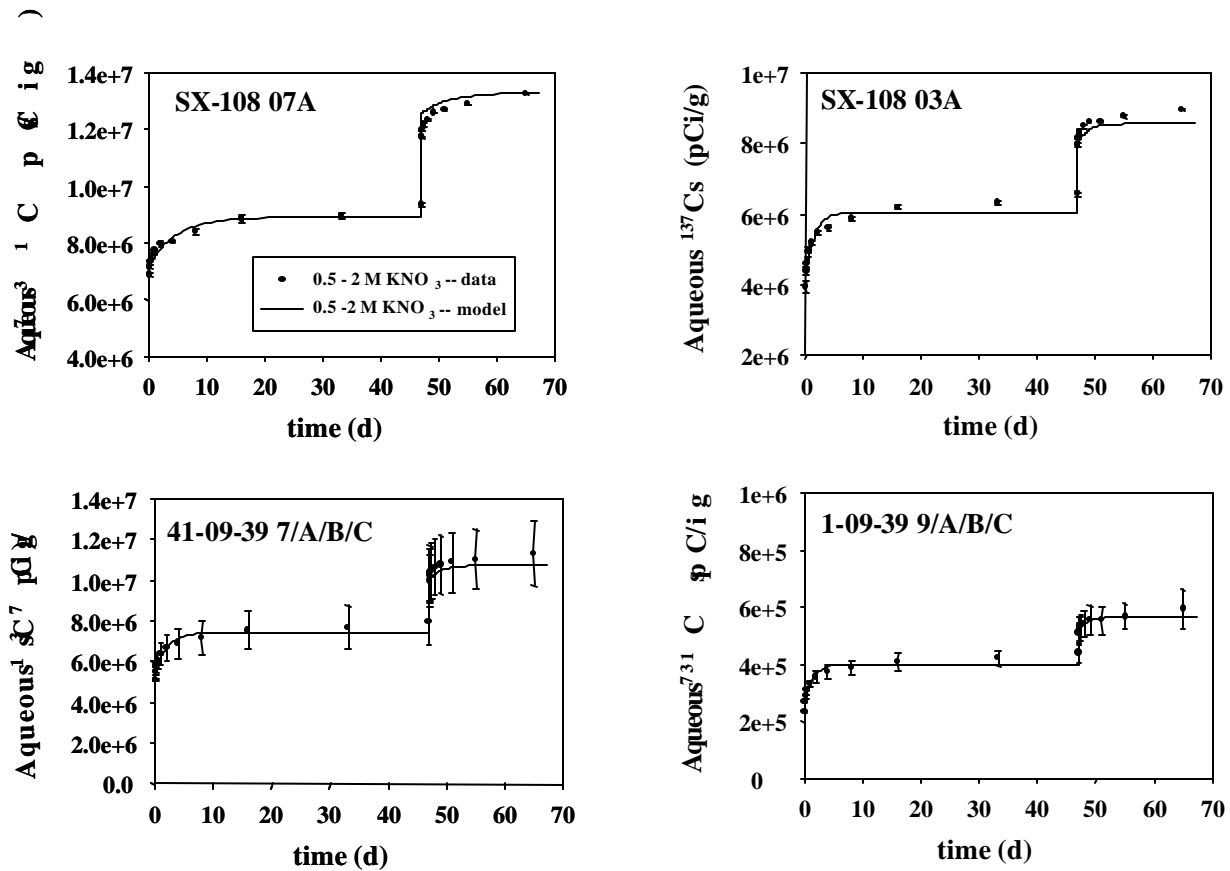 SX-108 07A
1.4e+7
1.2e+7
1.0e+7
8.0e+6
6.0e+6
4.0e+6
0.5 - 2 M KNO 3 -- data
0.5 -2 M KNO 3 -- model
0 10 20 30 40 50 60 70
time (d)
SX-108 03A
Aqueous 137Cs (pCi/g)
1e+7
8e+6
6e+6
4e+6
2e+6
0 10 20 30 40 50 60 70
time (d)
41-09-39 7/A/B/C
Aqueous
1.4e+7
1.2e+7
1.0e+7
8.0e+6
6.0e+6
4.0e+6
2.0e+6
0.0
0 10 20 30 40 50 60 70
time (d)
1-09-39 9/A/B/C
Aqueous 731 C
1e+6
8e+5
6e+5
4e+5
2e+5
0
0 10 20 30 40 50 60 70
time (d)